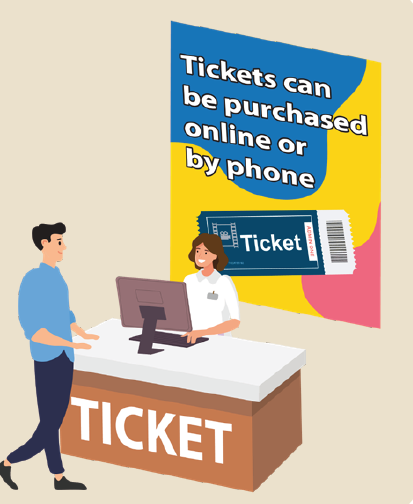 Tickets can
be purchased
online or
by phone
Ticket
TICKET